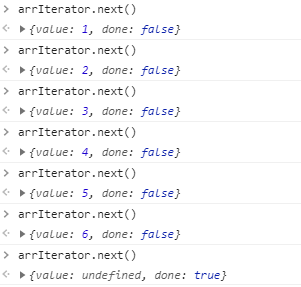 arrIterator.next()
{value: 1, done: false}
arrIterator.next()
{value: 2, done: false}
arrIterator.next()
{value: 3, done: false}
arrIterator.next()
{value: 4, done: false}
arrIterator.next()
{value: 5, done: false}
arrIterator.next()
{value: 6, done: false}
arrIterator.next()
{value: undefined, done: true}